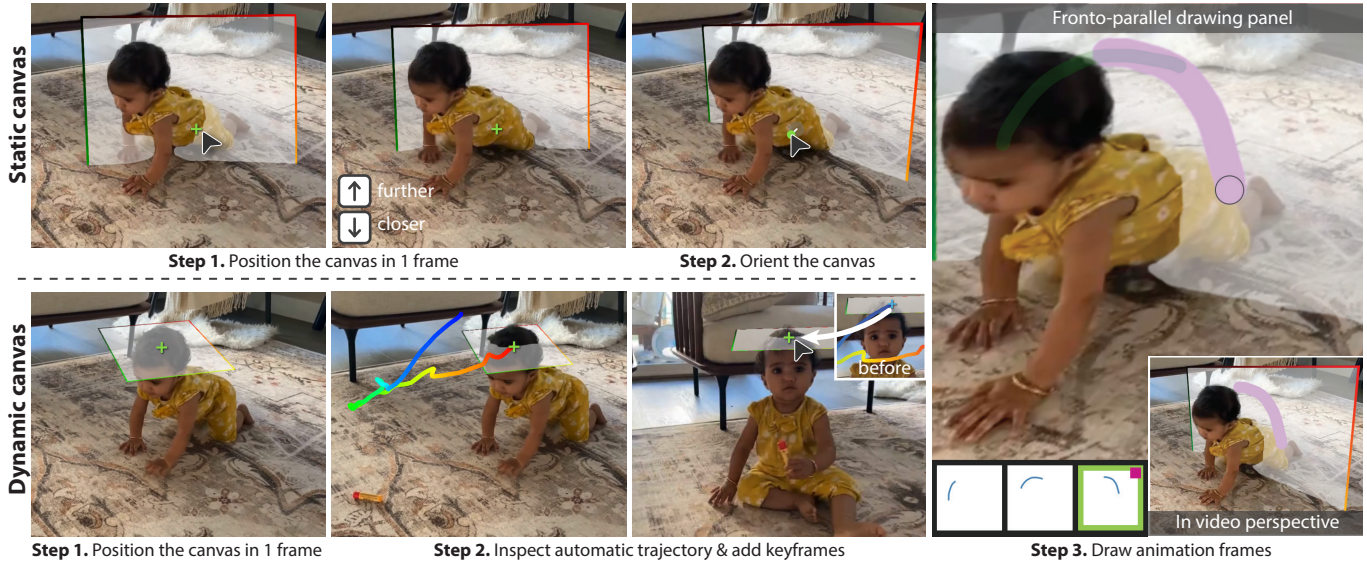 Static canvas
↑ further
↓ closer
Step 1. Position the canvas in 1 frame
Step 2. Orient the canvas
Dynamic canvas
before
Step 1. Position the canvas in 1 frame
Step 2. Inspect automatic trajectory & add keyframes
Fronto-parallel drawing panel
In video perspective
Step 3. Draw animation frames